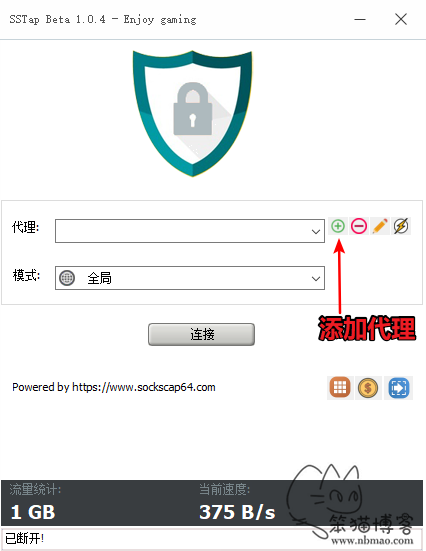 SSTap Beta 1.0.4 - Enjoy gaming
代理:
模式: 全局
添加代理
连接
Powered by https://www.sockscap64.com
流量统计: 当前速度:
1 GB 375 B/s
笨猫博客
www.nbmao.com
已断开!